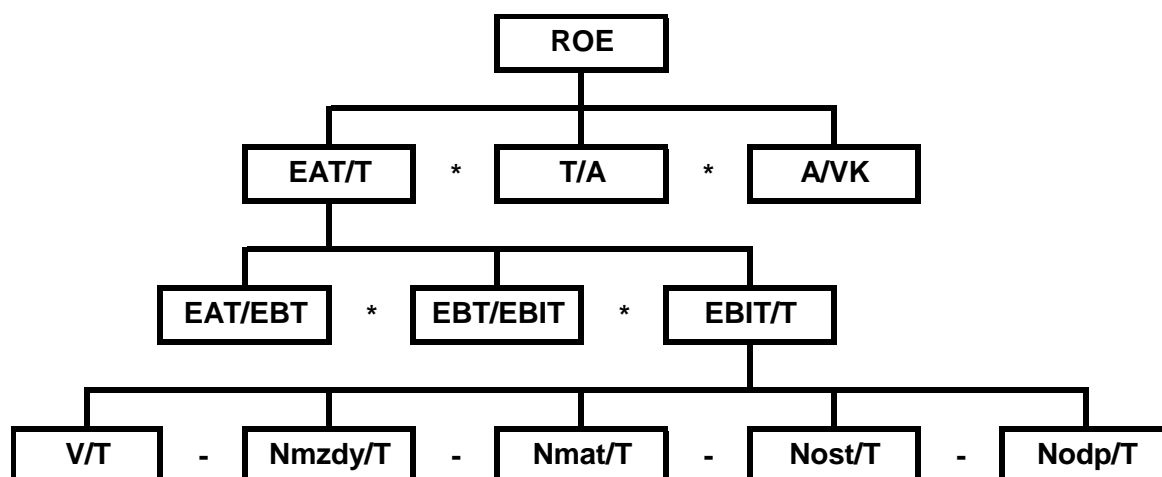 ROE
EAT/T * T/A * A/VK
EAT/EBT * EBT/EBIT * EBIT/T
V/T - Nmzdy/T - Nmat/T - Nost/T - Nodp/T